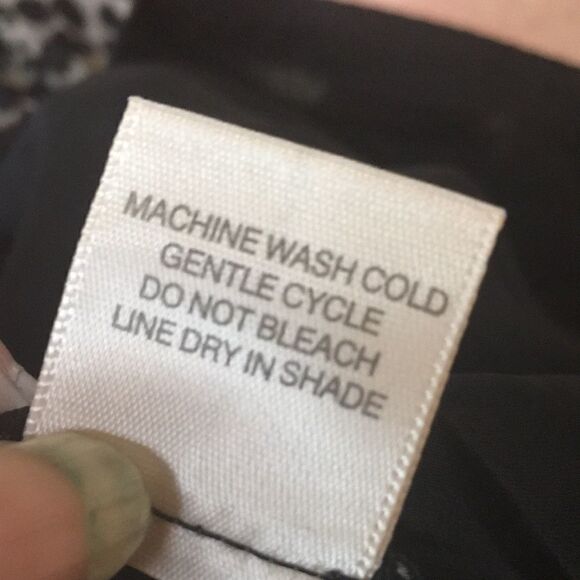 MACHINE WASH COLD
GENTLE CYCLE
DO NOT BLEACH
LINE DRY IN SHADE